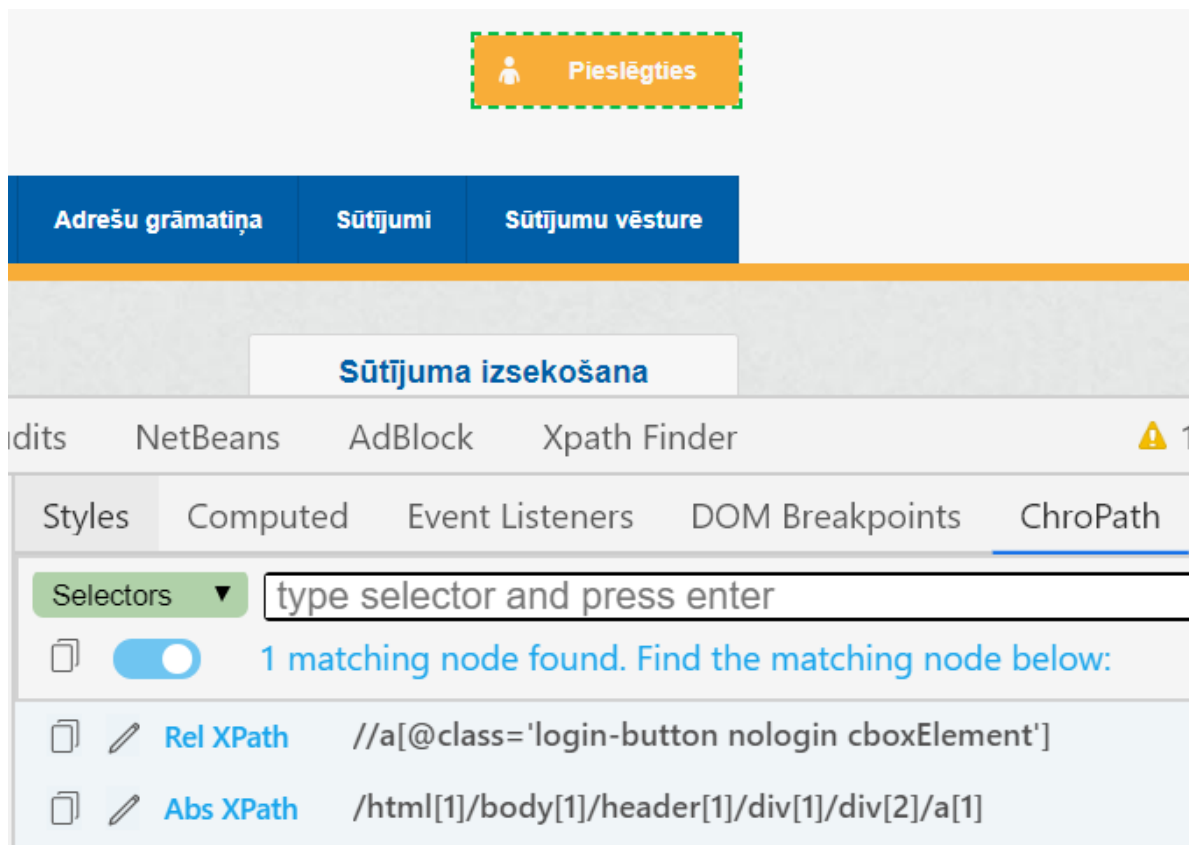 Pieslēgties
Adrešu grāmatiņa Sūtījumi Sūtījumu vēsture
Sūtījuma izsekošana
NetBeans AdBlock Xpath Finder 1
Styles Computed Event Listeners DOM Breakpoints ChroPath
Selectors ▼ type selector and press enter
1 matching node found. Find the matching node below:
Rel XPath //a[@class='login-button nologin cboxElement']
Abs XPath /html[1]/body[1]/header[1]/div[1]/div[2]/a[1]